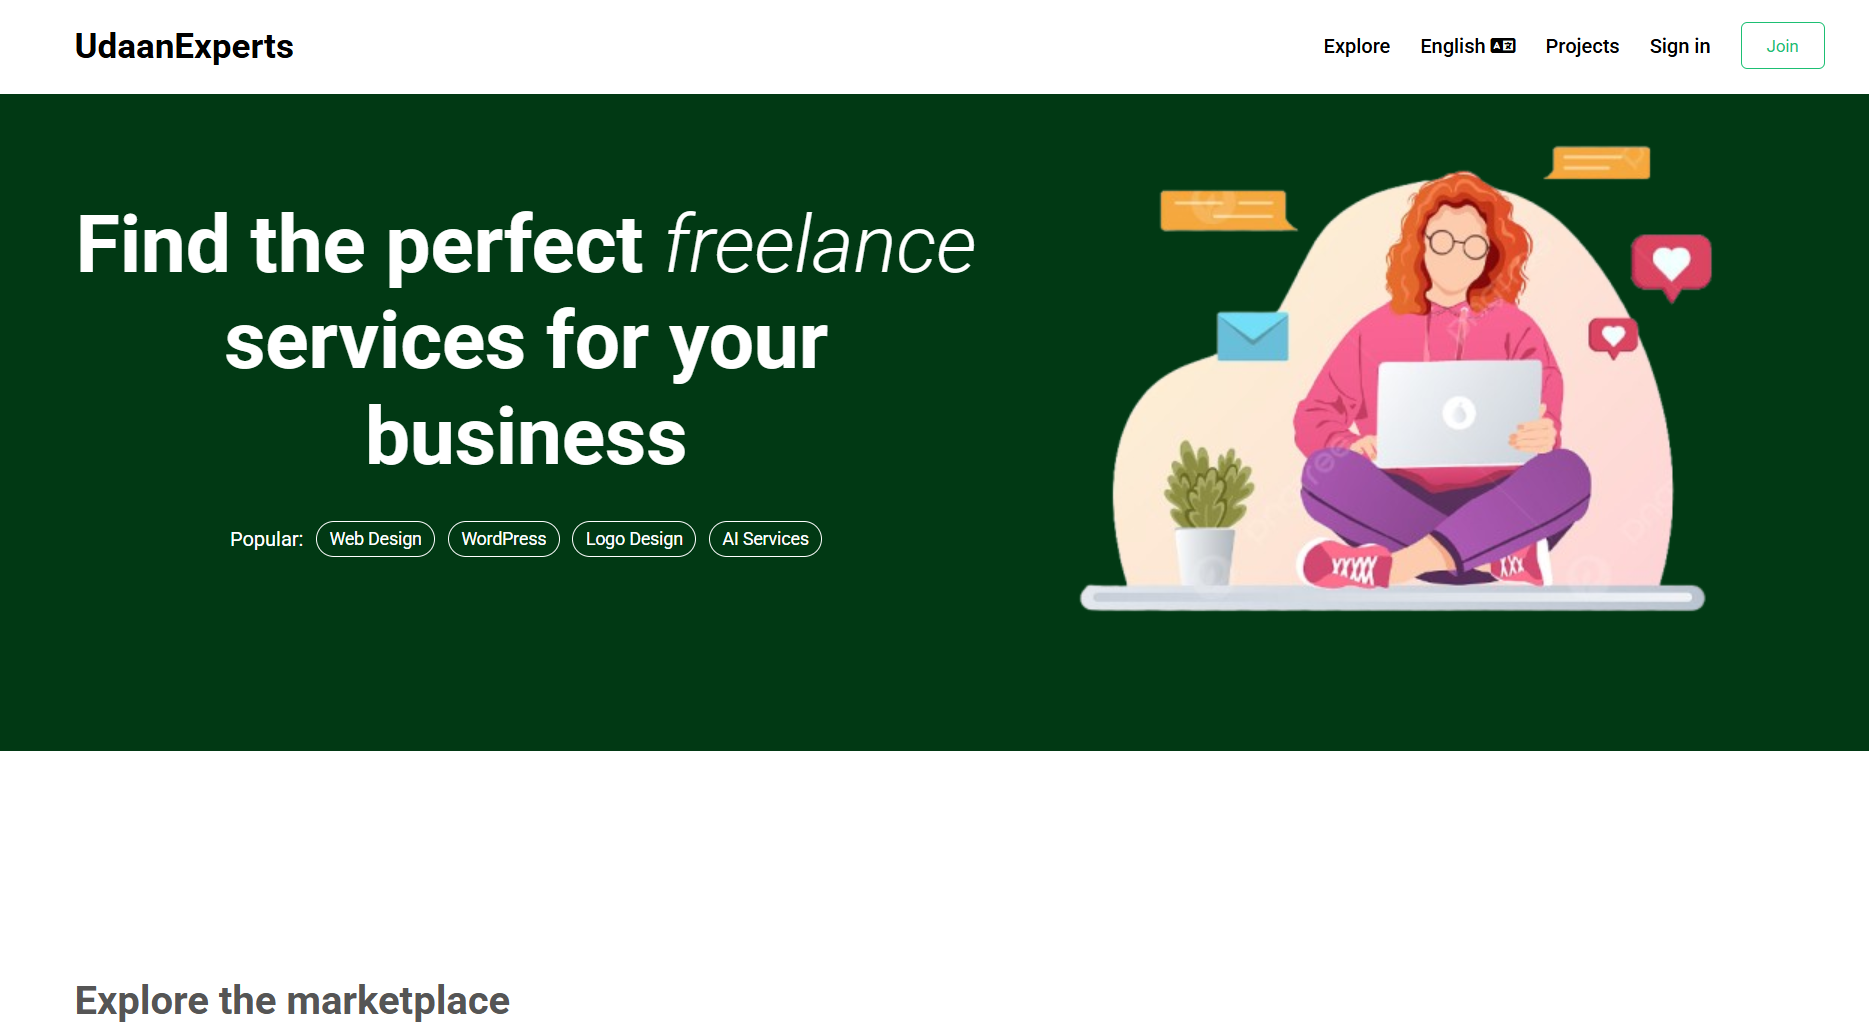 UdaanExperts
Explore English Projects Sign in Join
Find the perfect freelance
services for your
business
Popular: Web Design WordPress Logo Design AI Services
Explore the marketplace